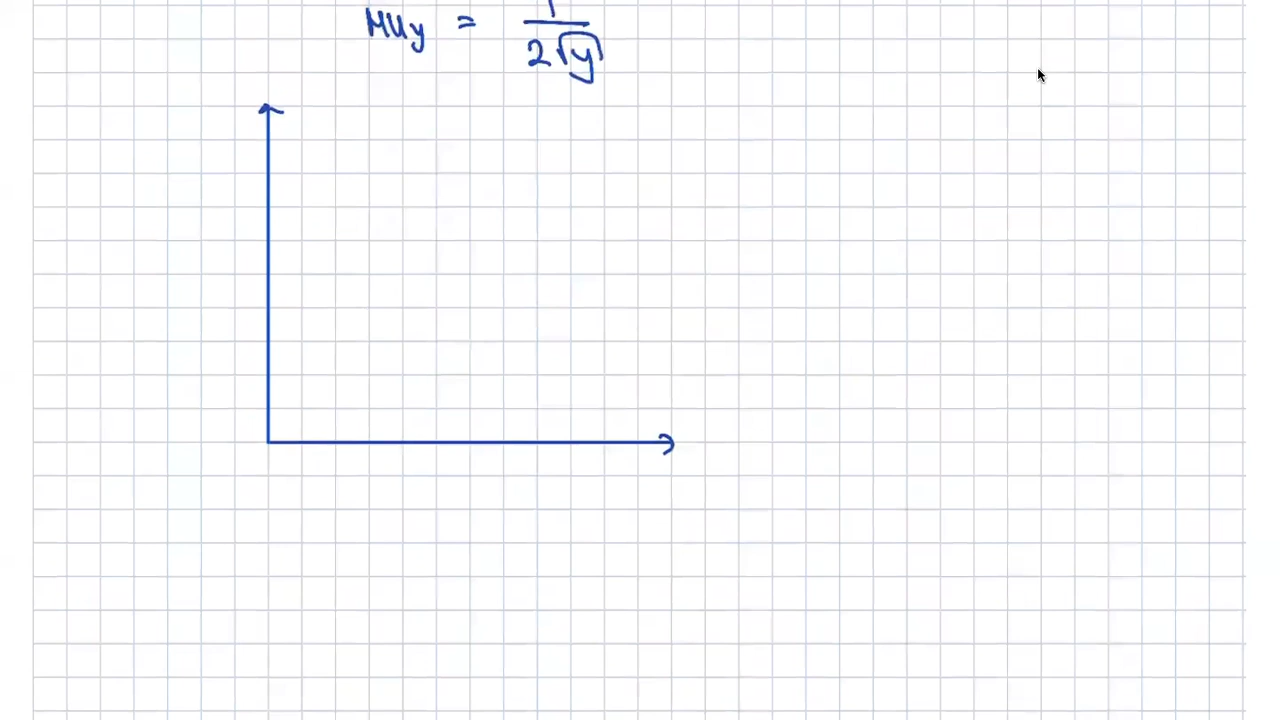 MUy = 1/(2√y)